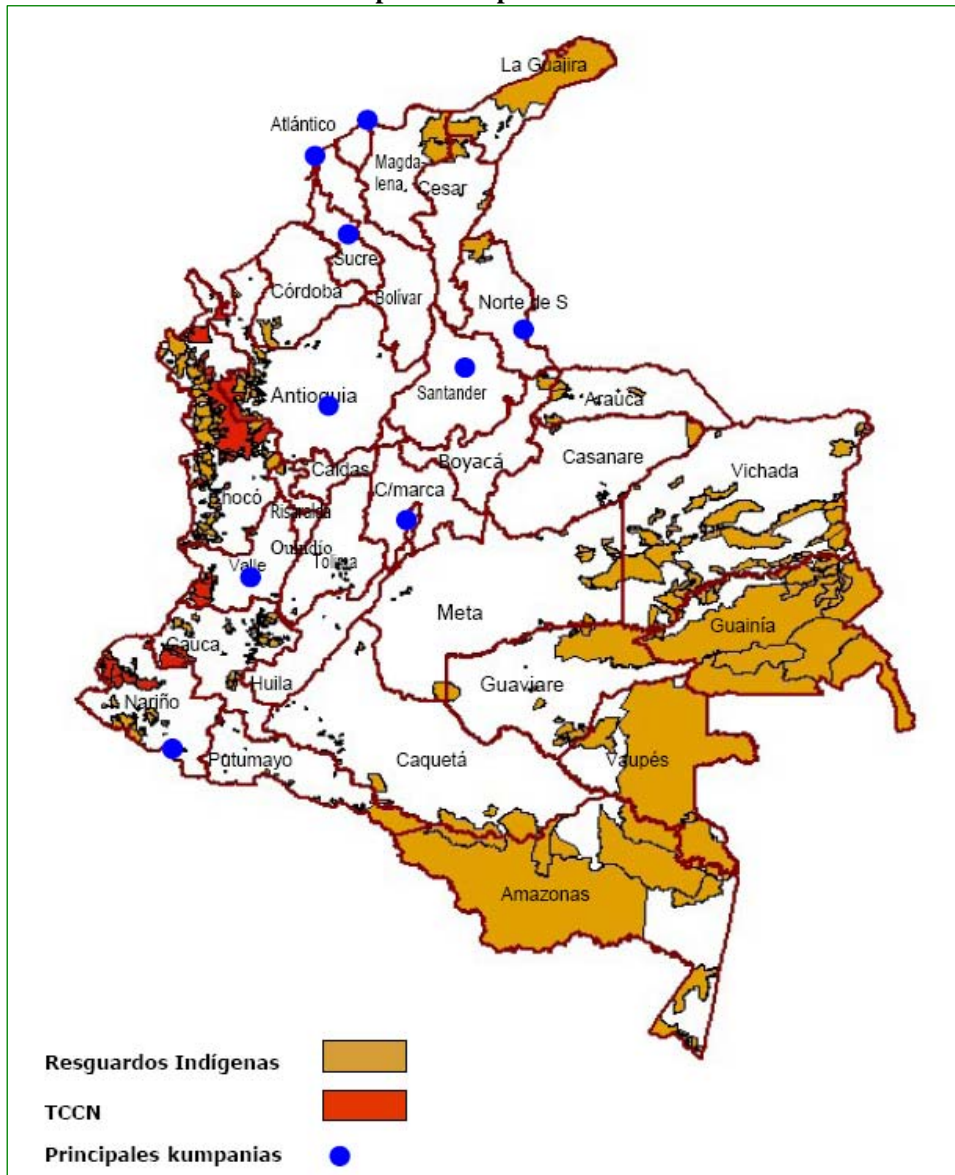 La Guajira
Atlántico
Magda-
lena
Cesar
Sucre
Córdoba
Bolívar
Norte de S
Antioquia
Santander
Arauca
Boyacá
Casanare
Caldas
Vichada
C/marca
Chocó
Risaralda
Quindío
Tolima
Valle
Meta
Guainía
Cauca
Huila
Guaviare
Nariño
Putumayo
Caquetá
Vaupés
Amazonas
Resguardos Indígenas
TCCN
Principales kumpanias